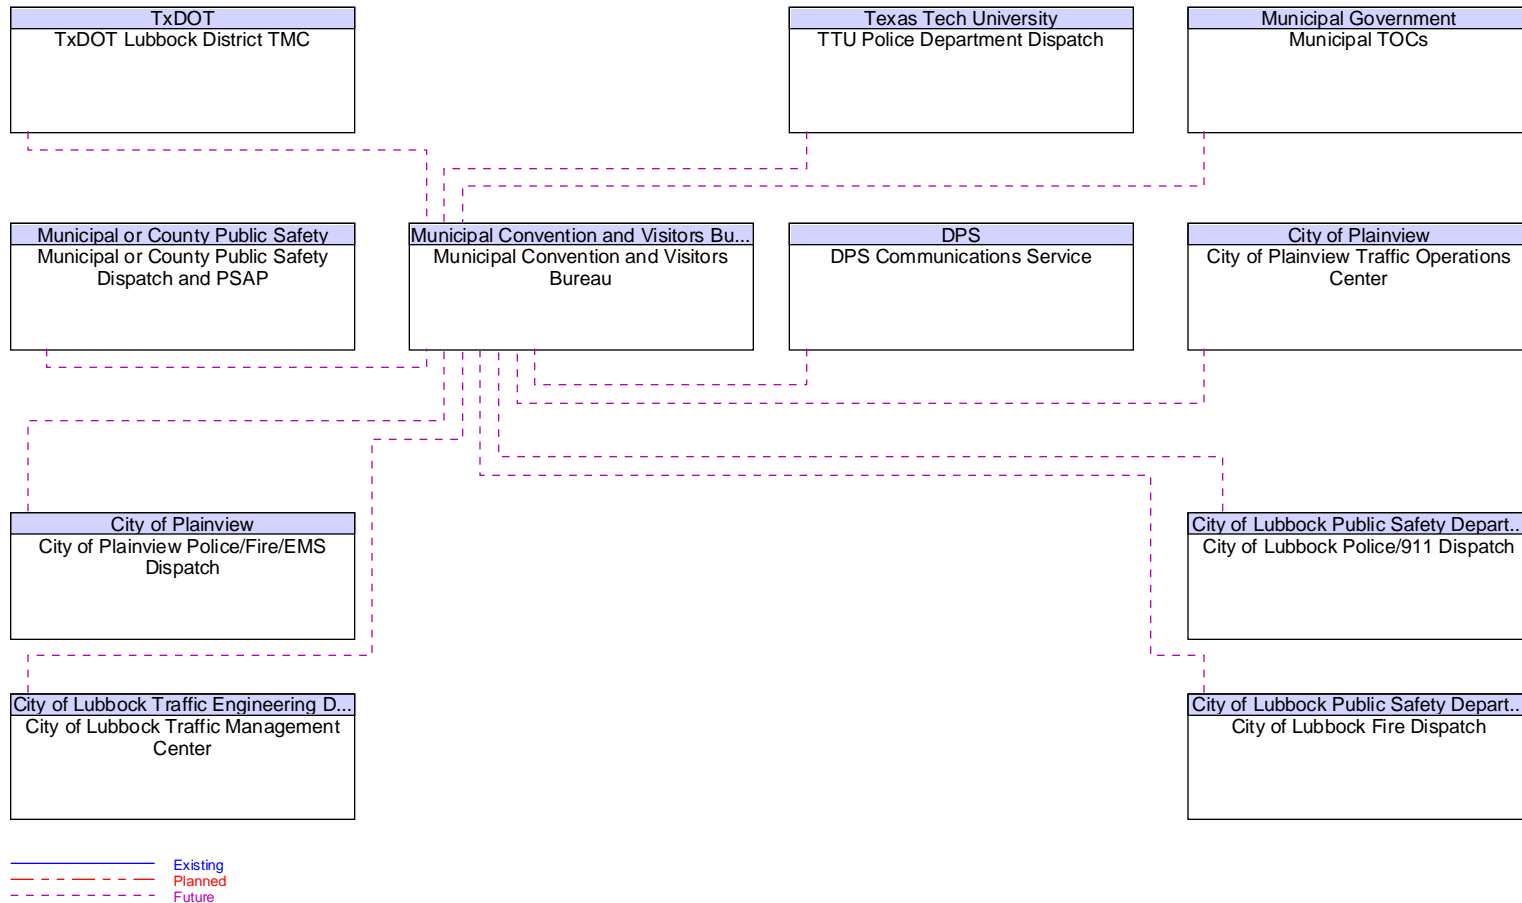 TxDOT
TxDOT Lubbock District TMC
Texas Tech University
TTU Police Department Dispatch
Municipal Government
Municipal TOCs
Municipal or County Public Safety
Municipal or County Public Safety
Dispatch and PSAP
Municipal Convention and Visitors Bu...
Municipal Convention and Visitors
Bureau
DPS
DPS Communications Service
City of Plainview
City of Plainview Traffic Operations
Center
City of Plainview
City of Plainview Police/Fire/EMS
Dispatch
City of Lubbock Public Safety Depart...
City of Lubbock Police/911 Dispatch
City of Lubbock Traffic Engineering D...
City of Lubbock Traffic Management
Center
City of Lubbock Public Safety Depart...
City of Lubbock Fire Dispatch
Existing
Planned
Future